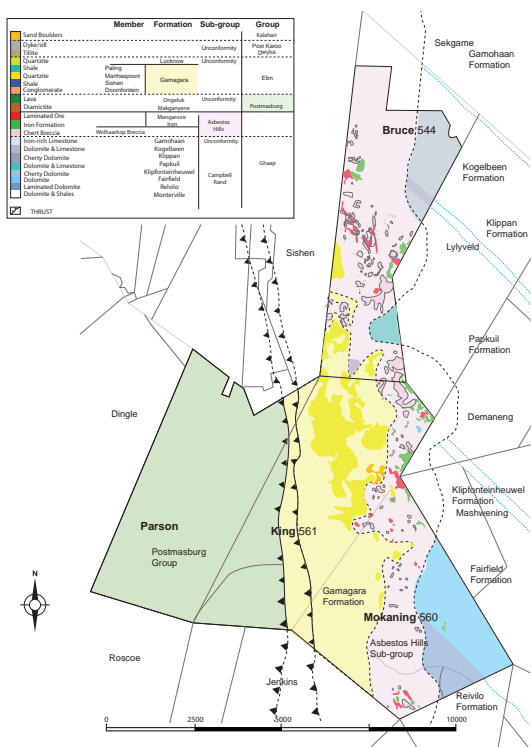 Member Formation Sub-group Group
Sand Boulders Kalahari
Dyke/sill Unconformity Post Karoo
Tillite Dwyka
Quartzite Lucknow Unconformity
Shale Paling
Quartzite Marthaspoort Gamagara Elim
Shale Sishen
Conglomerate Doornfontein
Lava Ongeluk Unconformity
Diamictite Makganyene Postmasburg
Laminated Ore Manganore
Iron Formation Iron Asbestos
Chert Breccia Wolhaarkop Breccia Hills
Iron-rich Limestone Gamohaan Unconformity
Dolomite & Limestone Kogelbeen
Cherty Dolomite Klippan Ghaap
Dolomite & Limestone Papkuil
Cherty Dolomite Klipfonteinheuwel Campbell
Dolomite Fairfield Rand
Laminated Dolomite Relvilo
Dolomite & Shales Monterville
THRUST
Sekgame
Gamohaan
Formation
Bruce 544
Kogelbeen
Formation
Klippan
Formation
Lylyveld
Sishen
Papkuil
Formation
Dingle
Demaneng
Klipfonteinheuwel
Formation
Mashwening
Parson
King 561
Postmasburg
Group
Fairfield
Formation
Gamagara
Formation
Mokaning 560
Asbestos Hills
Sub-group
N
Roscoe
Jenkins
Reivilo
Formation
0 2500 5000 10000